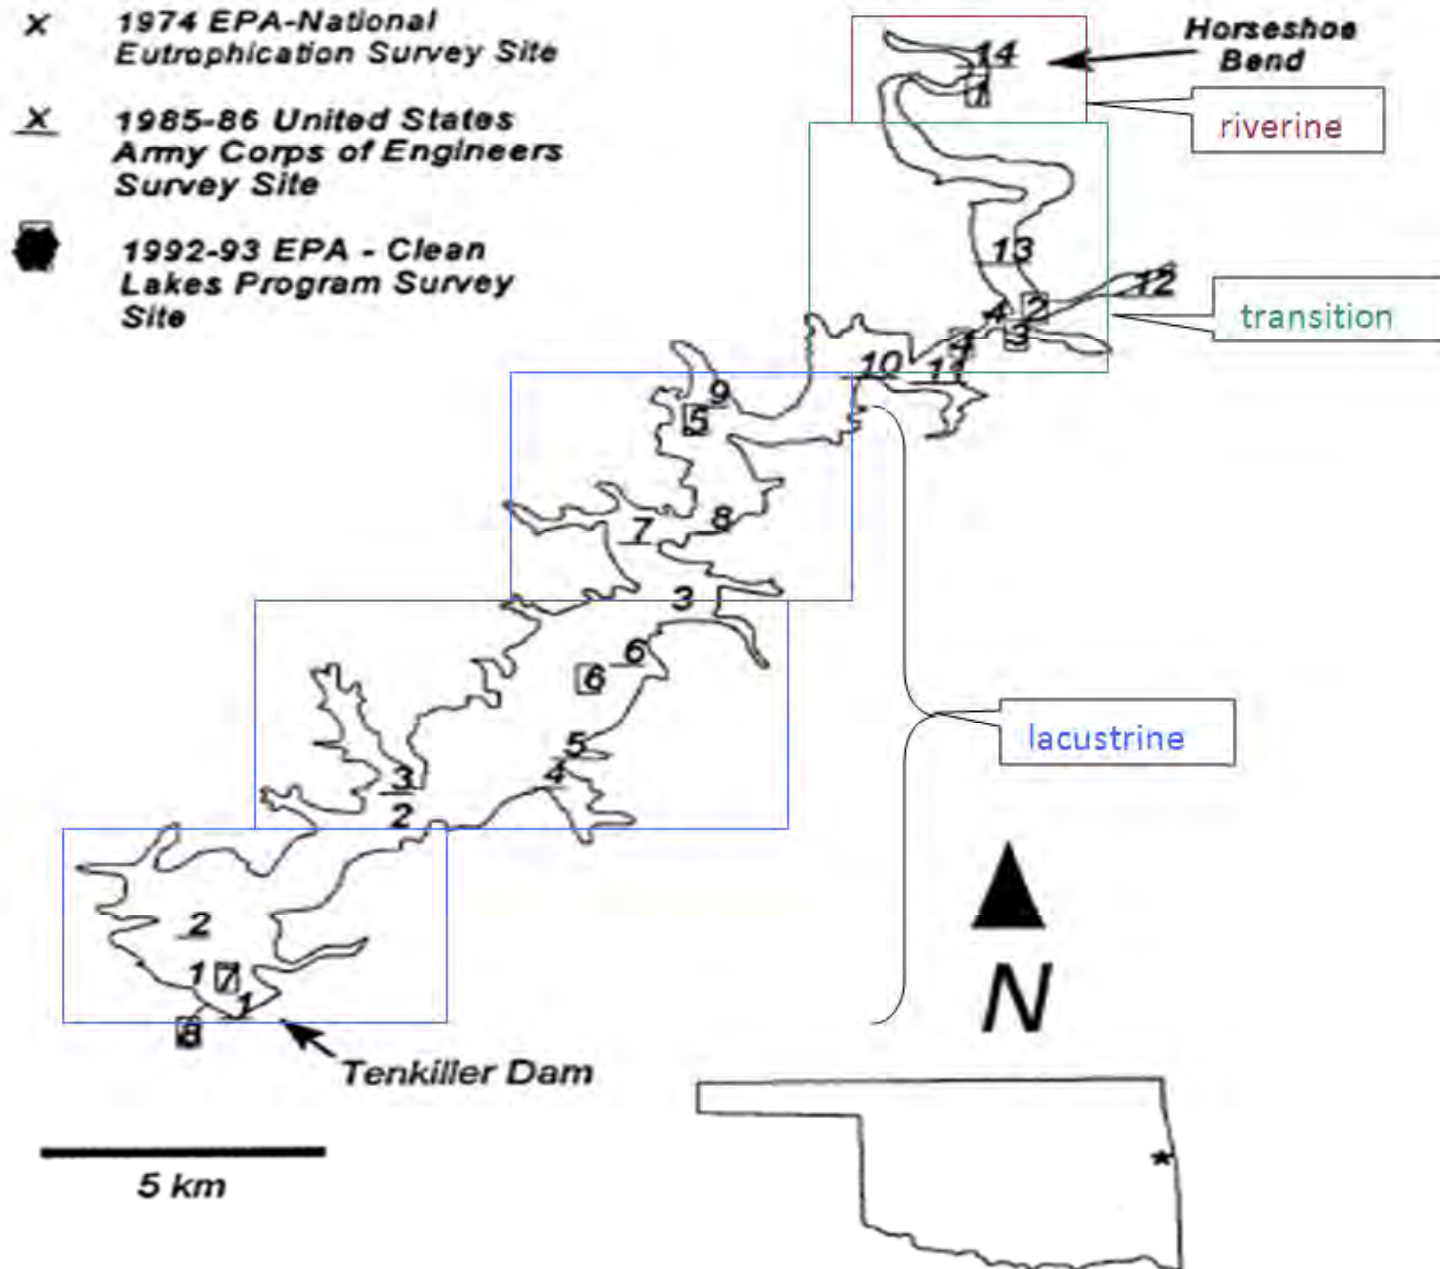 x 1974 EPA-National
Eutrophication Survey Site
x 1985-86 United States
Army Corps of Engineers
Survey Site
1992-93 EPA - Clean
Lakes Program Survey
Site
Horseshoe
Bend
14
1
riverine
13
12
4 2
3
4
transition
10 11
9
5
8
7
3
6
6
5
4
3
2
lacustrine
2
1 7
1
8
Tenkiller Dam
N
5 km
*